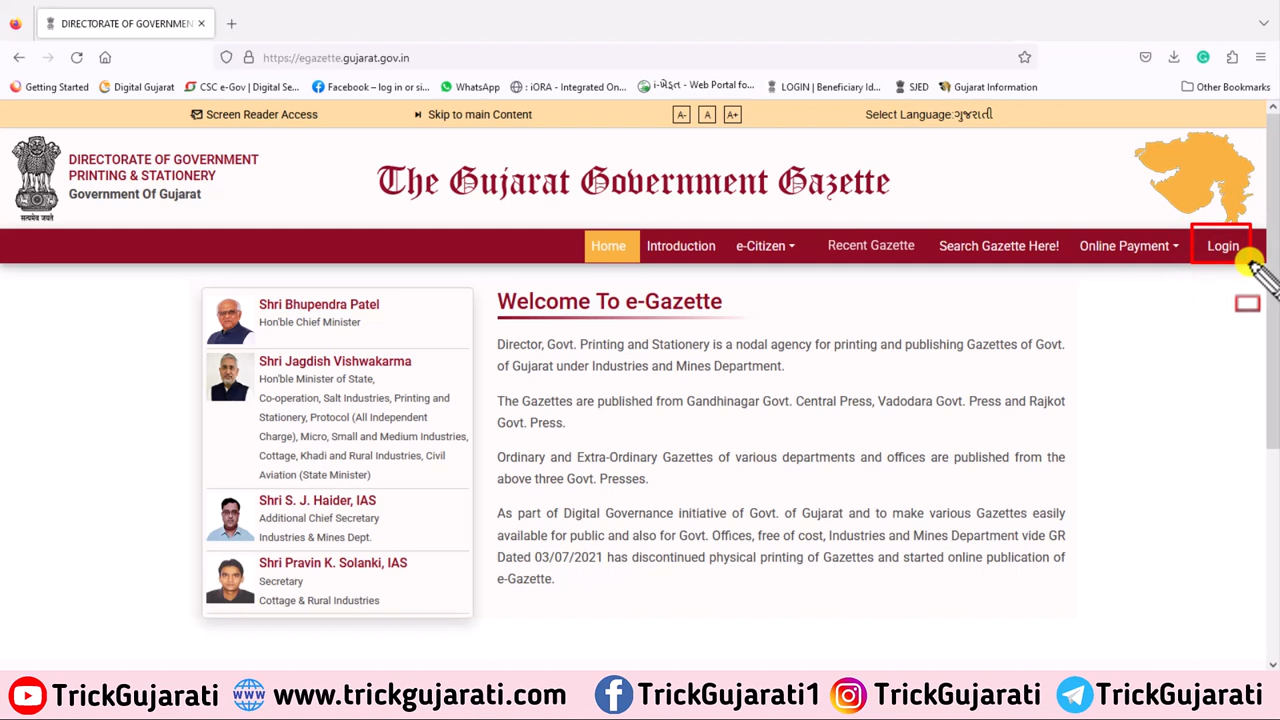 DIRECTORATE OF GOVERNMEN
https://egazette.gujarat.gov.in
Getting Started
Digital Gujarat
CSC e-Gov | Digital Se...
Facebook – log in or si...
WhatsApp
: iORA - Integrated On...
i-ખેડૂત - Web Portal fo...
LOGIN | Beneficiary Id...
SJED
Gujarat Information
Other Bookmarks
Screen Reader Access
Skip to main Content
A-
A
A+
Select Language:ગુજરાતી
DIRECTORATE OF GOVERNMENT
PRINTING & STATIONERY
Government Of Gujarat
सत्यमेव जयते
The Gujarat Government Gazette
Home
Introduction
e-Citizen
Recent Gazette
Search Gazette Here!
Online Payment
Login
Shri Bhupendra Patel
Hon'ble Chief Minister
Shri Jagdish Vishwakarma
Hon'ble Minister of State,
Co-operation, Salt Industries, Printing and
Stationery, Protocol (All Independent
Charge), Micro, Small and Medium Industries,
Cottage, Khadi and Rural Industries, Civil
Aviation (State Minister)
Shri S. J. Haider, IAS
Additional Chief Secretary
Industries & Mines Dept.
Shri Pravin K. Solanki, IAS
Secretary
Cottage & Rural Industries
Welcome To e-Gazette
Director, Govt. Printing and Stationery is a nodal agency for printing and publishing Gazettes of Govt.
of Gujarat under Industries and Mines Department.
The Gazettes are published from Gandhinagar Govt. Central Press, Vadodara Govt. Press and Rajkot
Govt. Press.
Ordinary and Extra-Ordinary Gazettes of various departments and offices are published from the
above three Govt. Presses.
As part of Digital Governance initiative of Govt. of Gujarat and to make various Gazettes easily
available for public and also for Govt. Offices, free of cost, Industries and Mines Department vide GR
Dated 03/07/2021 has discontinued physical printing of Gazettes and started online publication of
e-Gazette.
TrickGujarati
www.trickgujarati.com
TrickGujarati1
TrickGujarati
TrickGujarati